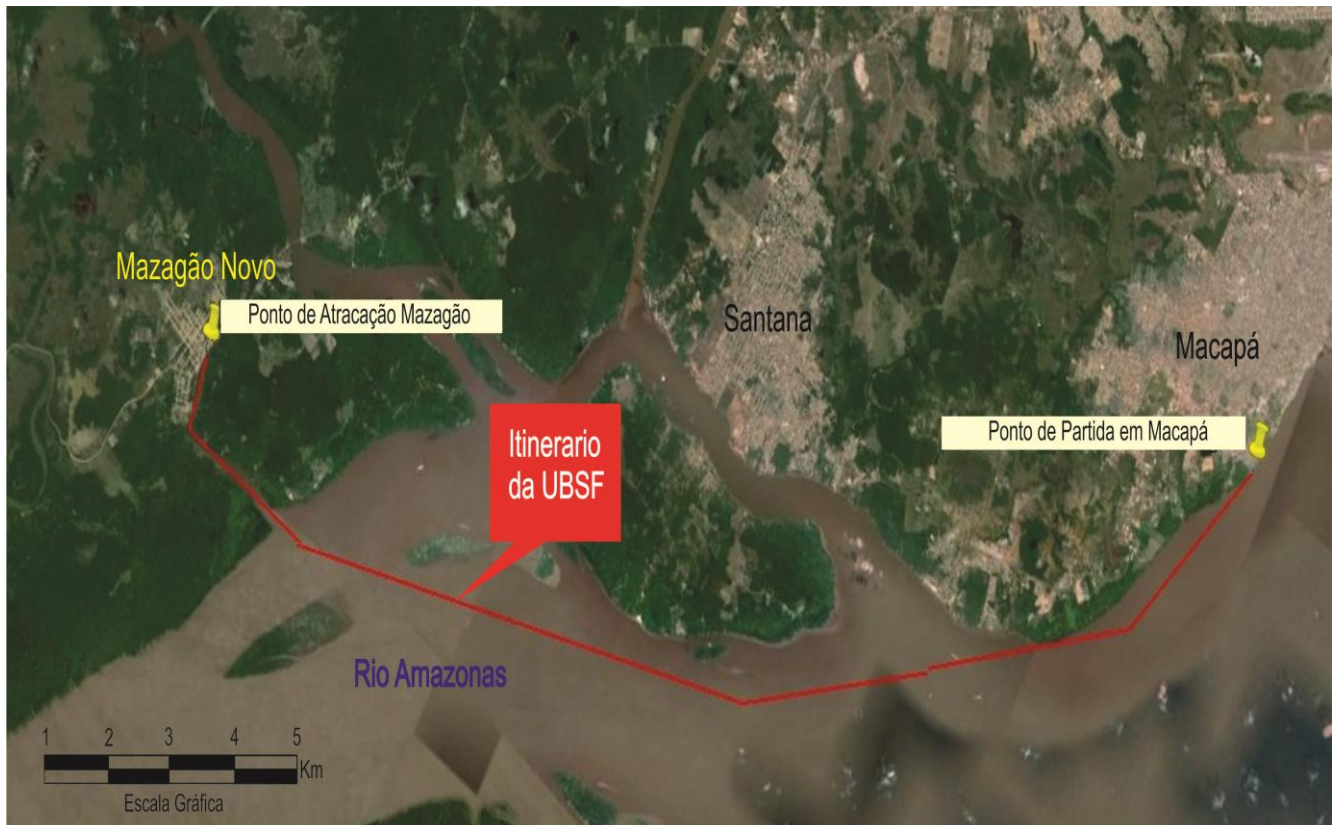 Mazagão Novo
Ponto de Atracação Mazagão
Santana
Macapá
Ponto de Partida em Macapá
Itinerario
da UBSF
Rio Amazonas
1 2 3 4 5
Km
Escala Gráfica